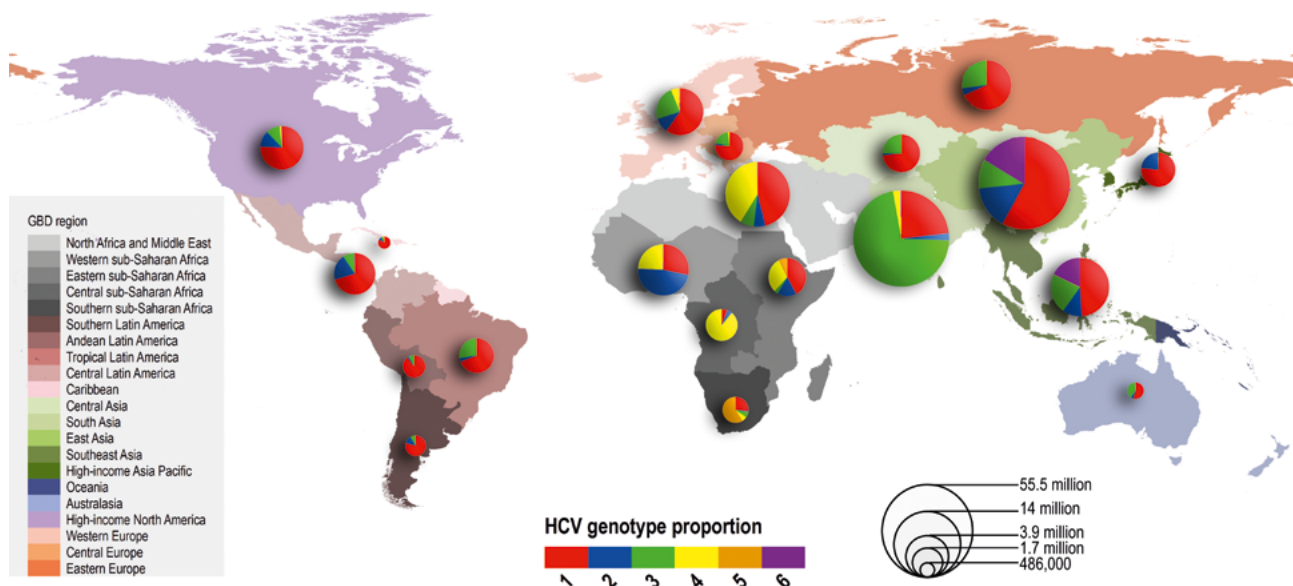 GBD region
North Africa and Middle East
Western sub-Saharan Africa
Eastern sub-Saharan Africa
Central sub-Saharan Africa
Southern sub-Saharan Africa
Southern Latin America
Andean Latin America
Tropical Latin America
Central Latin America
Caribbean
Central Asia
South Asia
East Asia
Southeast Asia
High-income Asia Pacific
Oceania
Australasia
High-income North America
Western Europe
Central Europe
Eastern Europe
HCV genotype proportion
1 2 3 4 5 6
55.5 million
14 million
3.9 million
1.7 million
486,000